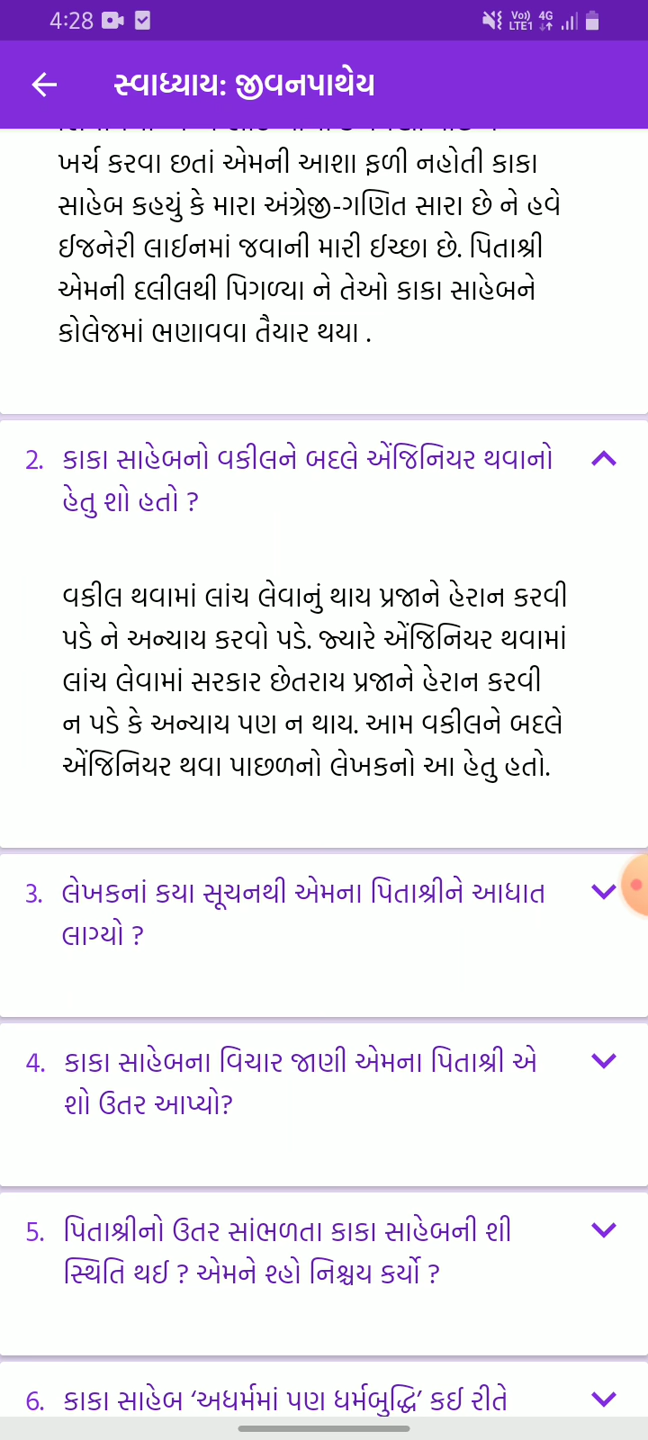 4:28
Vo) 4G
LTE1
સ્વાધ્યાય: જીવનપાથેય
ખર્ચ કરવા છતાં એમની આશા ફળી નહોતી કાકા
સાહેબ કહયું કે મારા અંગ્રેજી-ગણિત સારા છે ને હવે
ઈજનેરી લાઈનમાં જવાની મારી ઈચ્છા છે. પિતાશ્રી
એમની દલીલથી પિગળ્યા ને તેઓ કાકા સાહેબને
કોલેજમાં ભણાવવા તૈયાર થયા .
2. કાકા સાહેબનો વકીલને બદલે એંજિનિયર થવાનો
હેતુ શો હતો ?
વકીલ થવામાં લાંચ લેવાનું થાય પ્રજાને હેરાન કરવી
પડે ને અન્યાય કરવો પડે. જ્યારે એંજિનિયર થવામાં
લાંચ લેવામાં સરકાર છેતરાય પ્રજાને હેરાન કરવી
ન પડે કે અન્યાય પણ ન થાય. આમ વકીલને બદલે
એંજિનિયર થવા પાછળનો લેખકનો આ હેતુ હતો.
3. લેખકનાં કયા સૂચનથી એમના પિતાશ્રીને આધાત
લાગ્યો ?
4. કાકા સાહેબના વિચાર જાણી એમના પિતાશ્રી એ
શો ઉતર આપ્યો?
5. પિતાશ્રીનો ઉતર સાંભળતા કાકા સાહેબની શી
સ્થિતિ થઈ ? એમને શ્હો નિશ્ચય કર્યો ?
6. કાકા સાહેબ ‘અધર્મમાં પણ ધર્મબુદ્ધિ’ કઈ રીતે